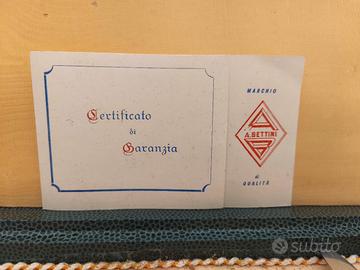 Certificato
di
Garanzia
MARCHIO
A.BETTINI
di
QUALITÀ
subito